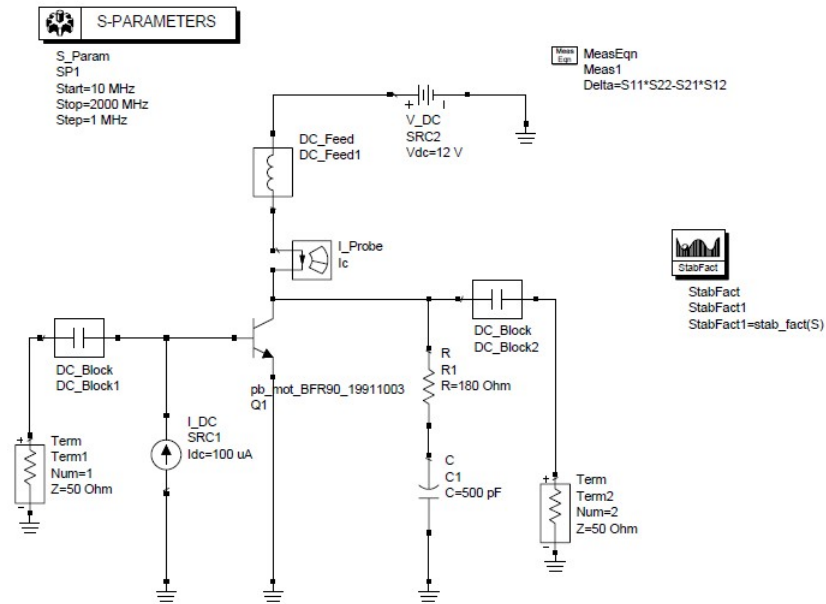 S-PARAMETERS
S_Param
SP1
Start=10 MHz
Stop=2000 MHz
Step=1 MHz
Meas
Eqn
MeasEqn
Meas1
Delta=S11*S22-S21*S12
V_DC
SRC2
Vdc=12 V
DC_Feed
DC_Feed1
I_Probe
Ic
StabFact
StabFact
StabFact1
StabFact1=stab_fact(S)
DC_Block
DC_Block1
DC_Block
DC_Block2
pb_mot_BFR90_19911003
Q1
R
R1
R=180 Ohm
I_DC
SRC1
Idc=100 uA
Term
Term1
Num=1
Z=50 Ohm
C
C1
C=500 pF
Term
Term2
Num=2
Z=50 Ohm